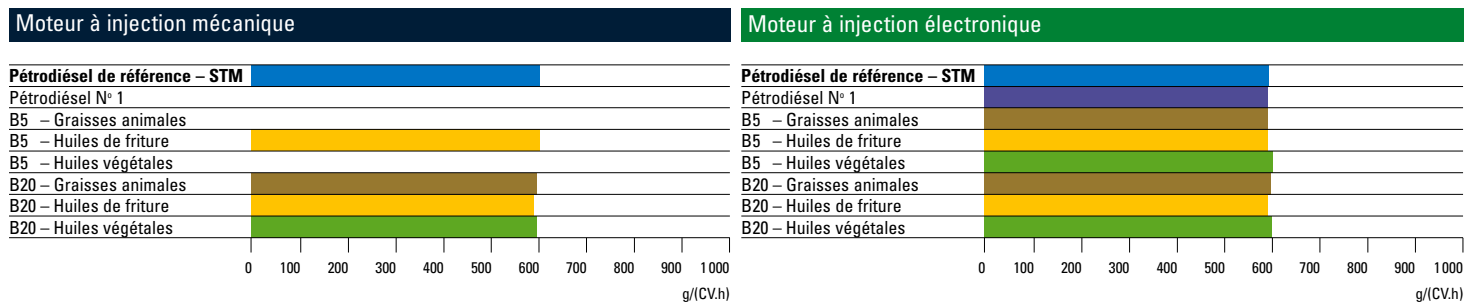 Moteur à injection mécanique
Pétrodiésel de référence – STM
Pétrodiésel Nº 1
B5 – Graisses animales
B5 – Huiles de friture
B5 – Huiles végétales
B20 – Graisses animales
B20 – Huiles de friture
B20 – Huiles végétales
0 100 200 300 400 500 600 700 800 900 1000
g/(CV.h)
Moteur à injection électronique
Pétrodiésel de référence – STM
Pétrodiésel Nº 1
B5 – Graisses animales
B5 – Huiles de friture
B5 – Huiles végétales
B20 – Graisses animales
B20 – Huiles de friture
B20 – Huiles végétales
0 100 200 300 400 500 600 700 800 900 1000
g/(CV.h)